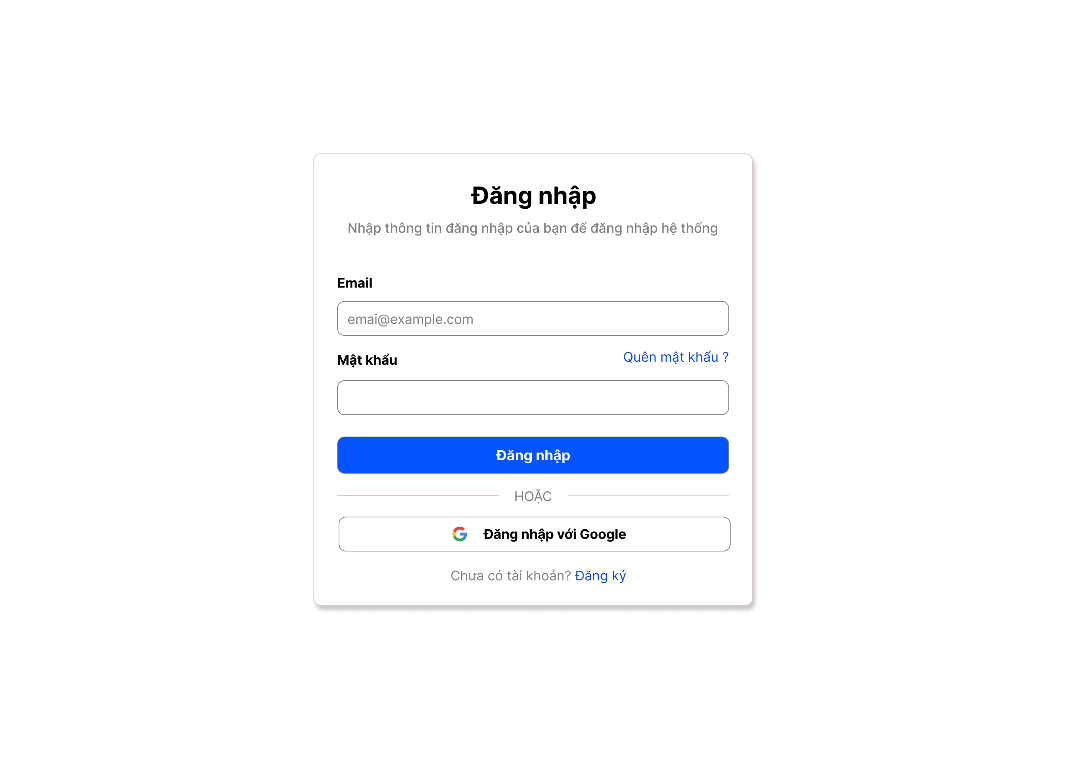 Đăng nhập
Nhập thông tin đăng nhập của bạn để đăng nhập hệ thống
Email
emai@example.com
Mật khẩu
Quên mật khẩu ?
Đăng nhập
HOẶC
Đăng nhập với Google
Chưa có tài khoản? Đăng ký